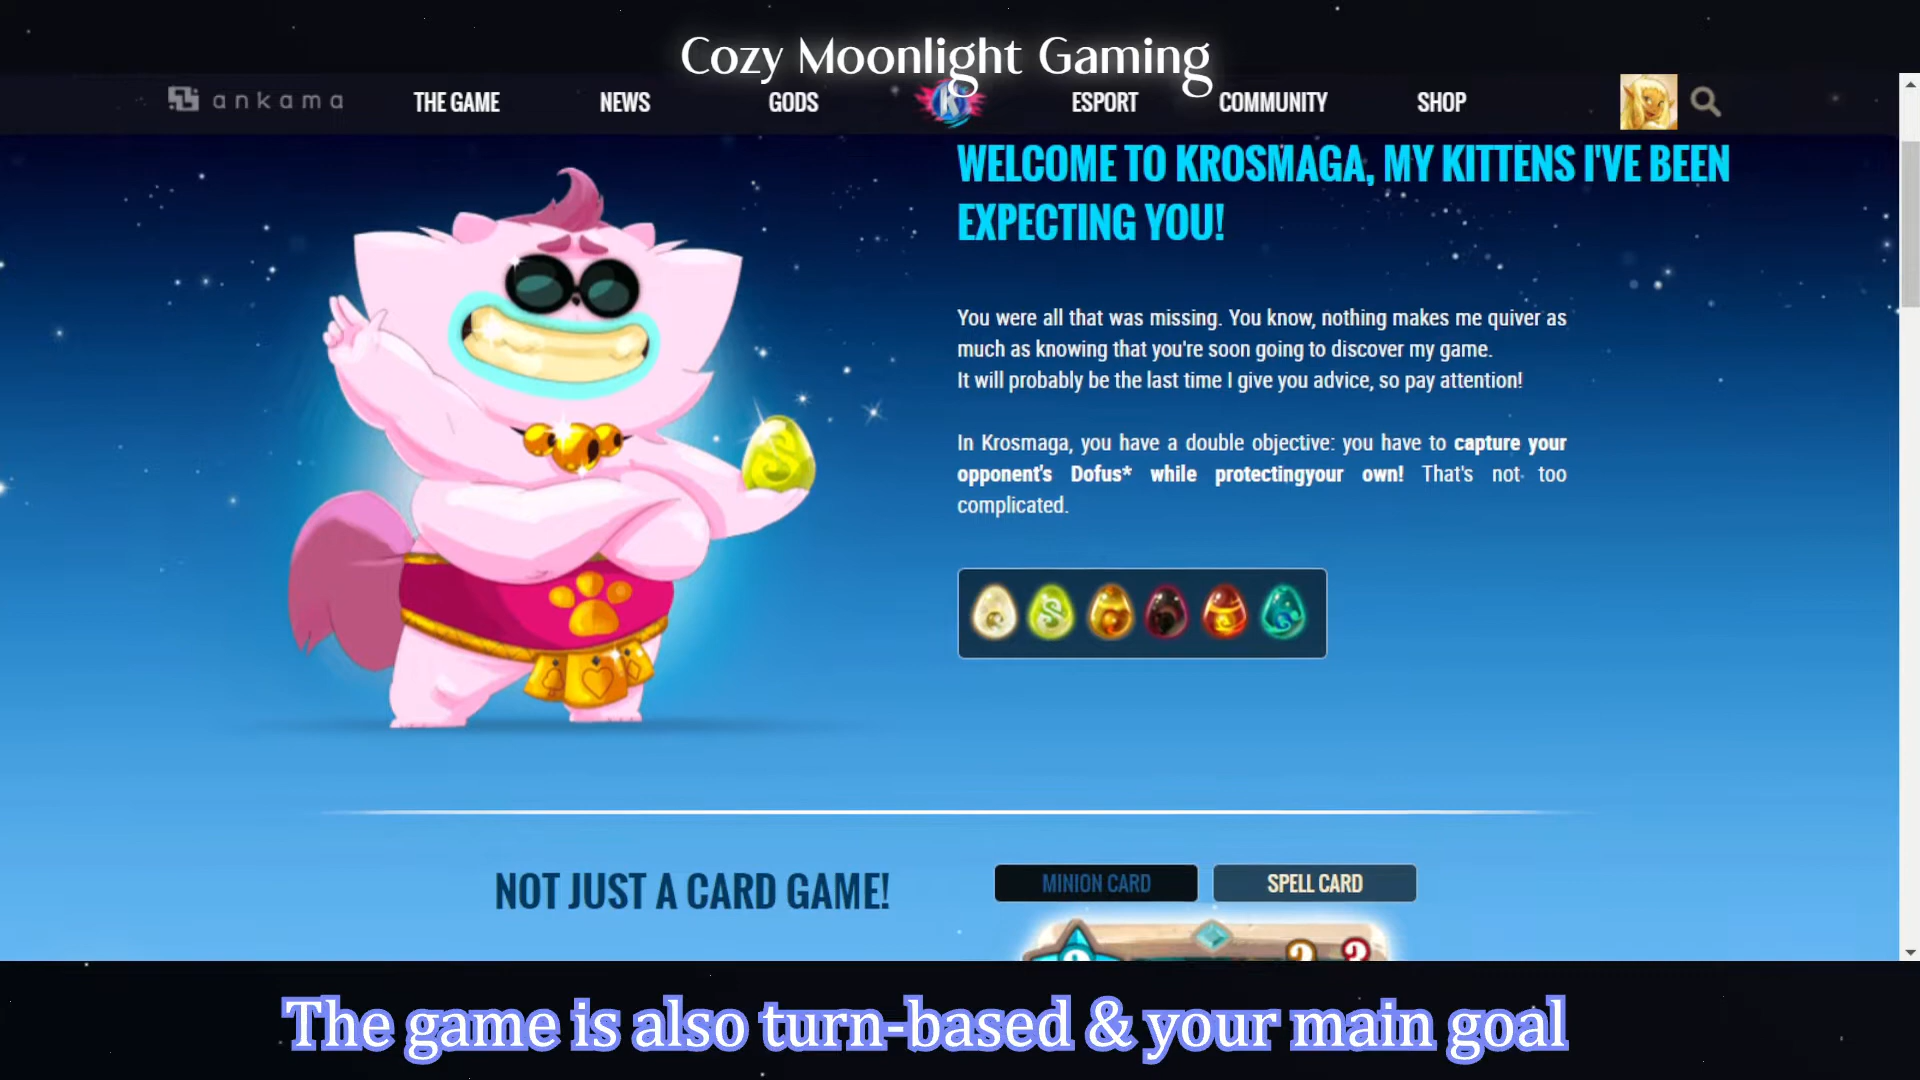 Cozy Moonlight Gaming
ankama THE GAME NEWS GODS K ESPORT COMMUNITY SHOP
WELCOME TO KROSMAGA, MY KITTENS I'VE BEEN
EXPECTING YOU!
You were all that was missing. You know, nothing makes me quiver as
much as knowing that you're soon going to discover my game.
It will probably be the last time I give you advice, so pay attention!
In Krosmaga, you have a double objective: you have to capture your
opponent's Dofus* while protectingyour own! That's not too
complicated.
NOT JUST A CARD GAME!
MINION CARD SPELL CARD
The game is also turn-based & your main goal